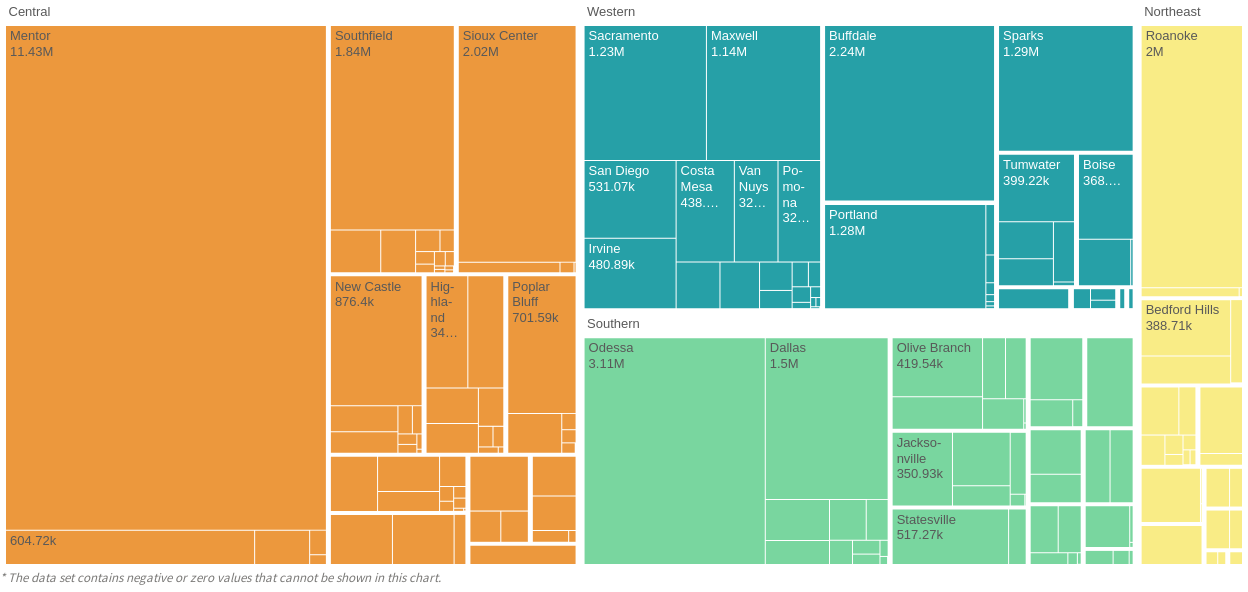 Central
Mentor
11.43M
604.72k
Southfield
1.84M
Sioux Center
2.02M
New Castle
876.4k
Hig-
hla-
nd
34…
Poplar
Bluff
701.59k
Western
Sacramento
1.23M
Maxwell
1.14M
San Diego
531.07k
Irvine
480.89k
Costa
Mesa
438.…
Van
Nuys
32…
Po-
mo-
na
32…
Buffdale
2.24M
Portland
1.28M
Sparks
1.29M
Tumwater
399.22k
Boise
368.…
Southern
Odessa
3.11M
Dallas
1.5M
Olive Branch
419.54k
Jackso-
nville
350.93k
Statesville
517.27k
Northeast
Roanoke
2M
Bedford Hills
388.71k
* The data set contains negative or zero values that cannot be shown in this chart.